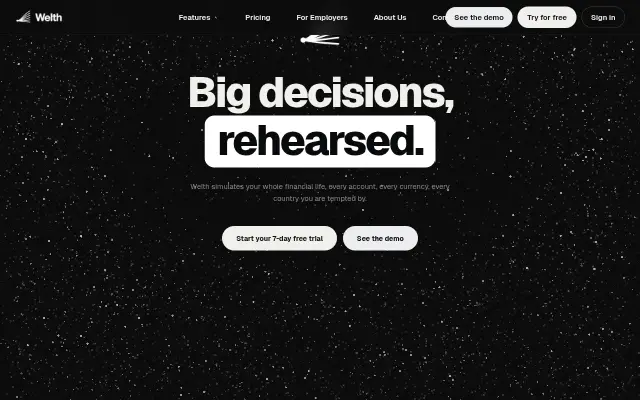 Welth
Features
Pricing
For Employers
About Us
See the demo
Try for free
Sign in
Big decisions,
rehearsed.
Welth simulates your whole financial life, every account, every currency, every
country you are tempted by.
Start your 7-day free trial
See the demo